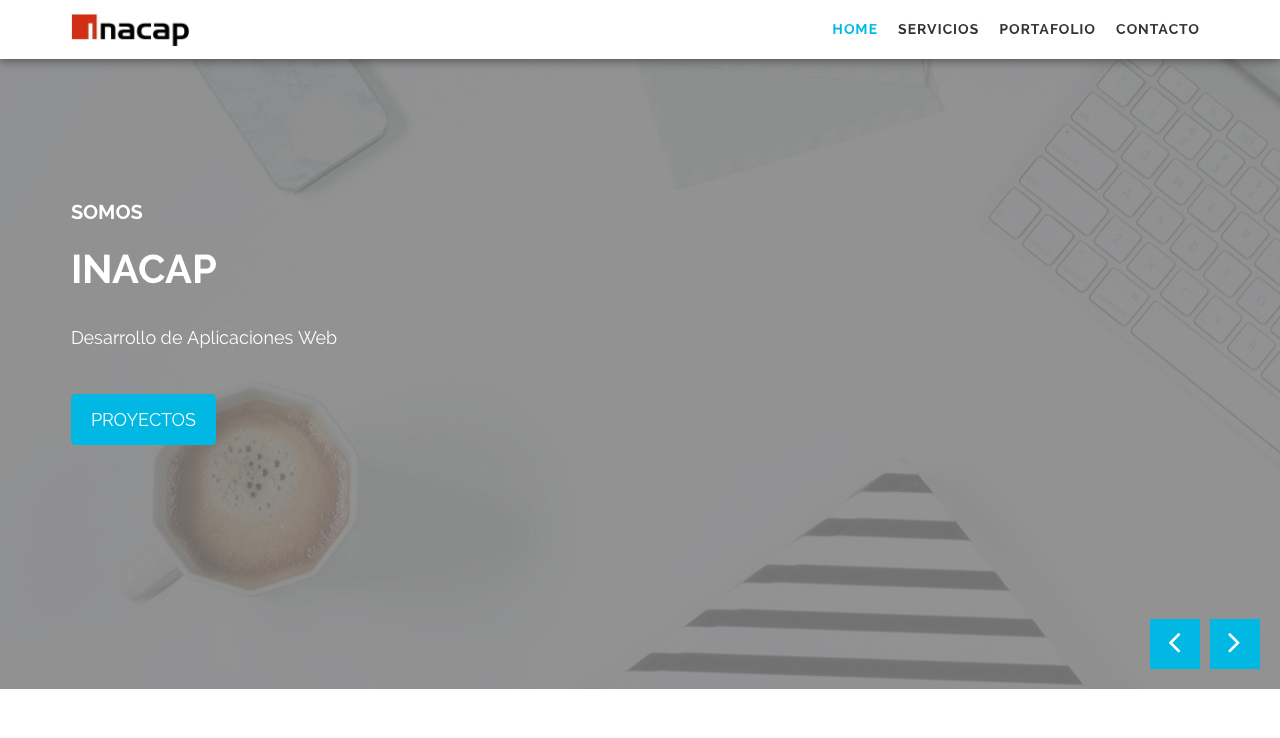 inacap
HOME SERVICIOS PORTAFOLIO CONTACTO
SOMOS
INACAP
Desarrollo de Aplicaciones Web
PROYECTOS